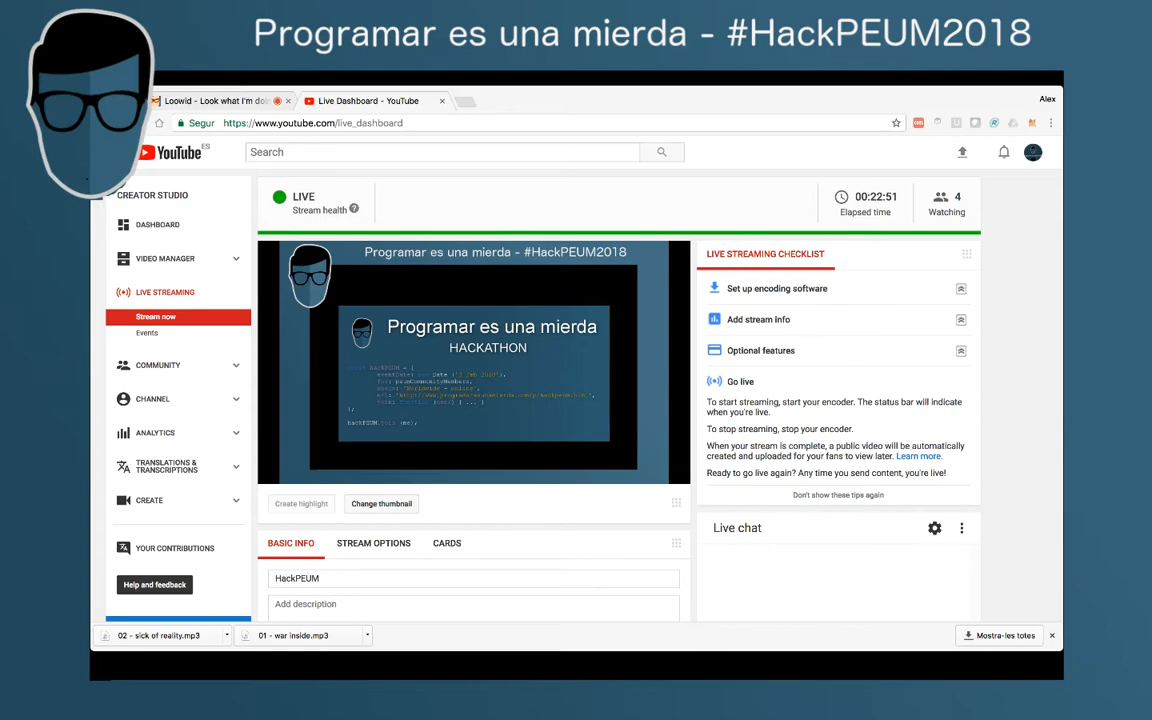 Programar es una mierda - #HackPEUM2018
Loowid - Look what I'm doin
Live Dashboard - YouTube
Alex
Segur https://www.youtube.com/live_dashboard
YouTube ES
Search
CREATOR STUDIO
DASHBOARD
VIDEO MANAGER
LIVE STREAMING
Stream now
Events
COMMUNITY
CHANNEL
ANALYTICS
TRANSLATIONS &
TRANSCRIPTIONS
CREATE
YOUR CONTRIBUTIONS
Help and feedback
LIVE
Stream health
00:22:51
Elapsed time
4
Watching
Programar es una mierda - #HackPEUM2018
Programar es una mierda
HACKATHON
};
hackPEUM.join (me);
Create highlight
Change thumbnail
BASIC INFO
STREAM OPTIONS
CARDS
HackPEUM
Add description
LIVE STREAMING CHECKLIST
Set up encoding software
Add stream info
Optional features
Go live
To start streaming, start your encoder. The status bar will indicate
when you're live.
To stop streaming, stop your encoder.
When your stream is complete, a public video will be automatically
created and uploaded for your fans to view later. Learn more.
Ready to go live again? Any time you send content, you're live!
Don't show these tips again
Live chat
02 - sick of reality.mp3
01 - war inside.mp3
Mostra-les totes